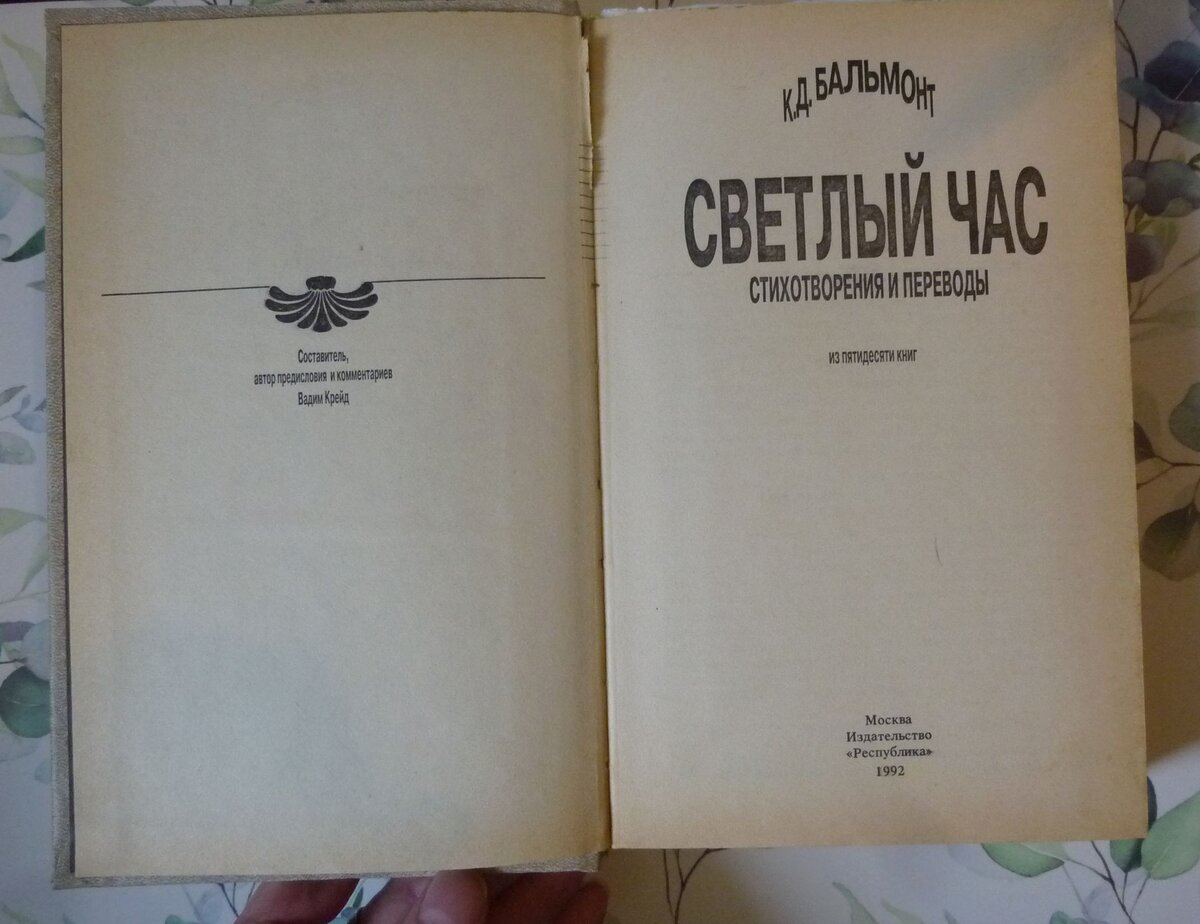 Составитель,
автор предисловия и комментариев
Вадим Крейд
К.Д. БАЛЬМОНТ
СВЕТЛЫЙ ЧАС
СТИХОТВОРЕНИЯ И ПЕРЕВОДЫ
ИЗ ПЯТИДЕСЯТИ КНИГ
Москва
Издательство
«Республика»
1992